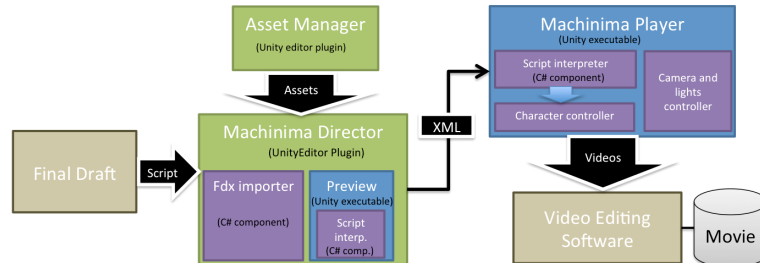 Asset Manager
(Unity editor plugin)
Assets
Final Draft
Script
Machinima Director
(UnityEditor Plugin)
Fdx importer
(C# component)
Preview
(Unity executable)
Script
interp.
(C# comp.)
XML
Machinima Player
(Unity executable)
Script interpreter
(C# component)
Character controller
Camera and
lights
controller
Videos
Video Editing
Software
Movie